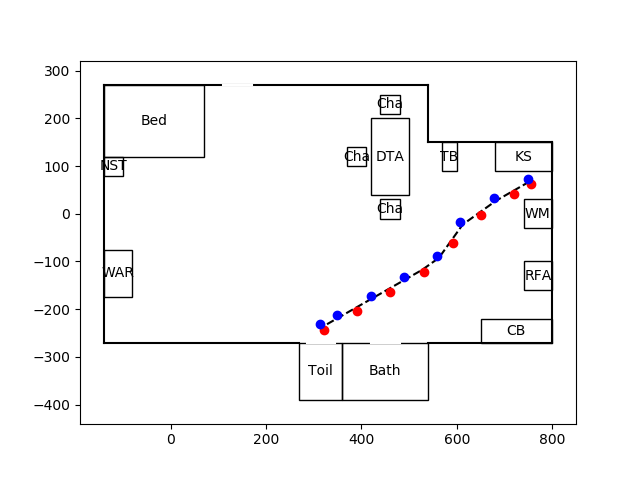 300
200
100
0
−100
−200
−300
−400
0
200
400
600
800
Bed
NST
WAR
Cha
Cha
DTA
Cha
TB
KS
WM
RFA
CB
Toil
Bath